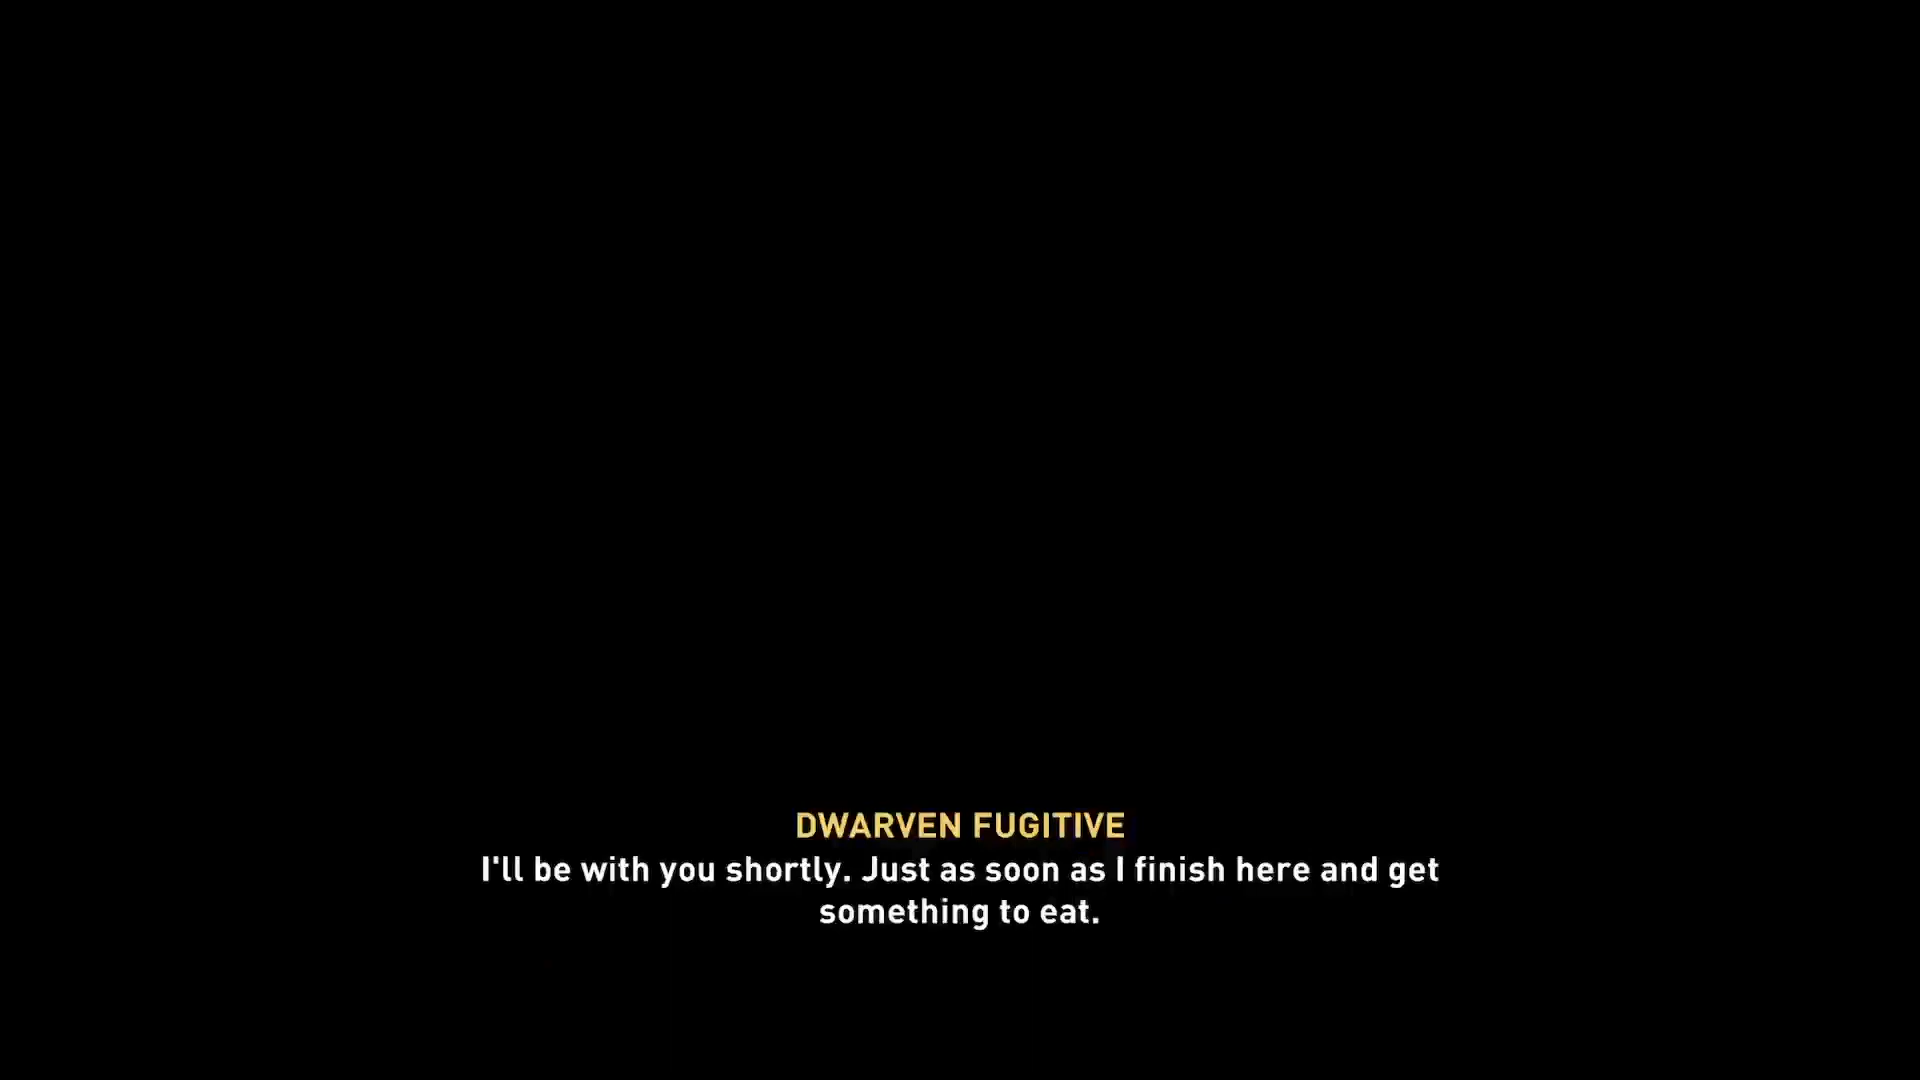 DWARVEN FUGITIVE
I'll be with you shortly. Just as soon as I finish here and get
something to eat.